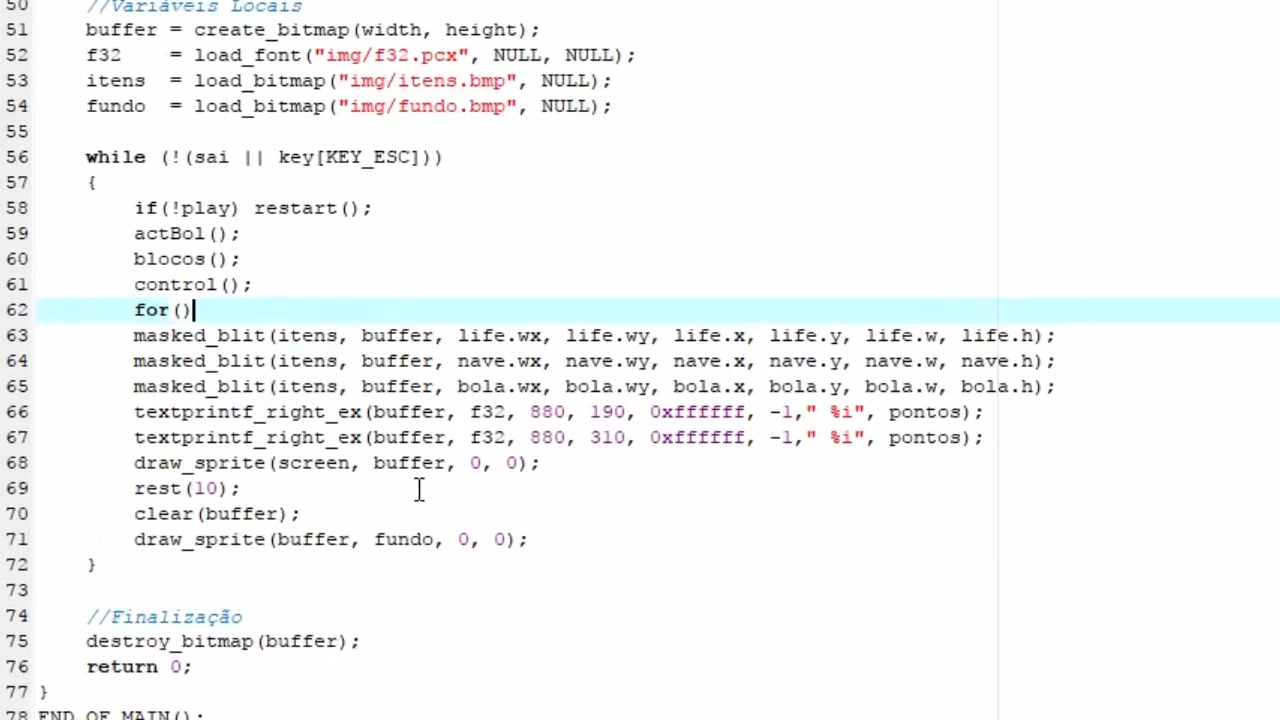 50 //Variáveis Locais
51 buffer = create_bitmap(width, height);
52 f32 = load_font("img/f32.pcx", NULL, NULL);
53 itens = load_bitmap("img/itens.bmp", NULL);
54 fundo = load_bitmap("img/fundo.bmp", NULL);
55
56 while (!(sai || key[KEY_ESC]))
57 {
58 if(!play) restart();
59 actBol();
60 blocos();
61 control();
62 for()
63 masked_blit(itens, buffer, life.wx, life.wy, life.x, life.y, life.w, life.h);
64 masked_blit(itens, buffer, nave.wx, nave.wy, nave.x, nave.y, nave.w, nave.h);
65 masked_blit(itens, buffer, bola.wx, bola.wy, bola.x, bola.y, bola.w, bola.h);
66 textprintf_right_ex(buffer, f32, 880, 190, 0xffffff, -1," %i", pontos);
67 textprintf_right_ex(buffer, f32, 880, 310, 0xffffff, -1," %i", pontos);
68 draw_sprite(screen, buffer, 0, 0);
69 rest(10);
70 clear(buffer);
71 draw_sprite(buffer, fundo, 0, 0);
72 }
73
74 //Finalização
75 destroy_bitmap(buffer);
76 return 0;
77 }
78 END_OF_MAIN();